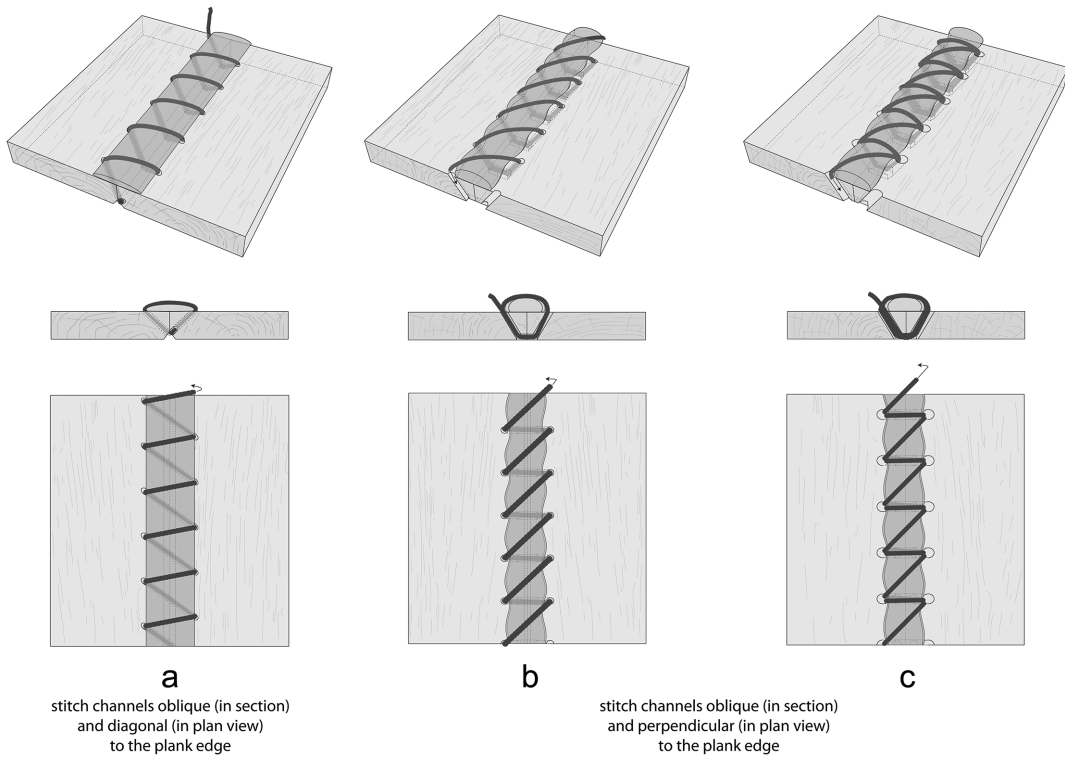 a
b
c
stitch channels oblique (in section)
and diagonal (in plan view)
to the plank edge
stitch channels oblique (in section)
and perpendicular (in plan view)
to the plank edge